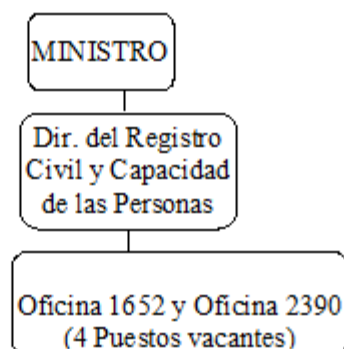 MINISTRO
Dir. del Registro
Civil y Capacidad
de las Personas
Oficina 1652 y Oficina 2390
(4 Puestos vacantes)